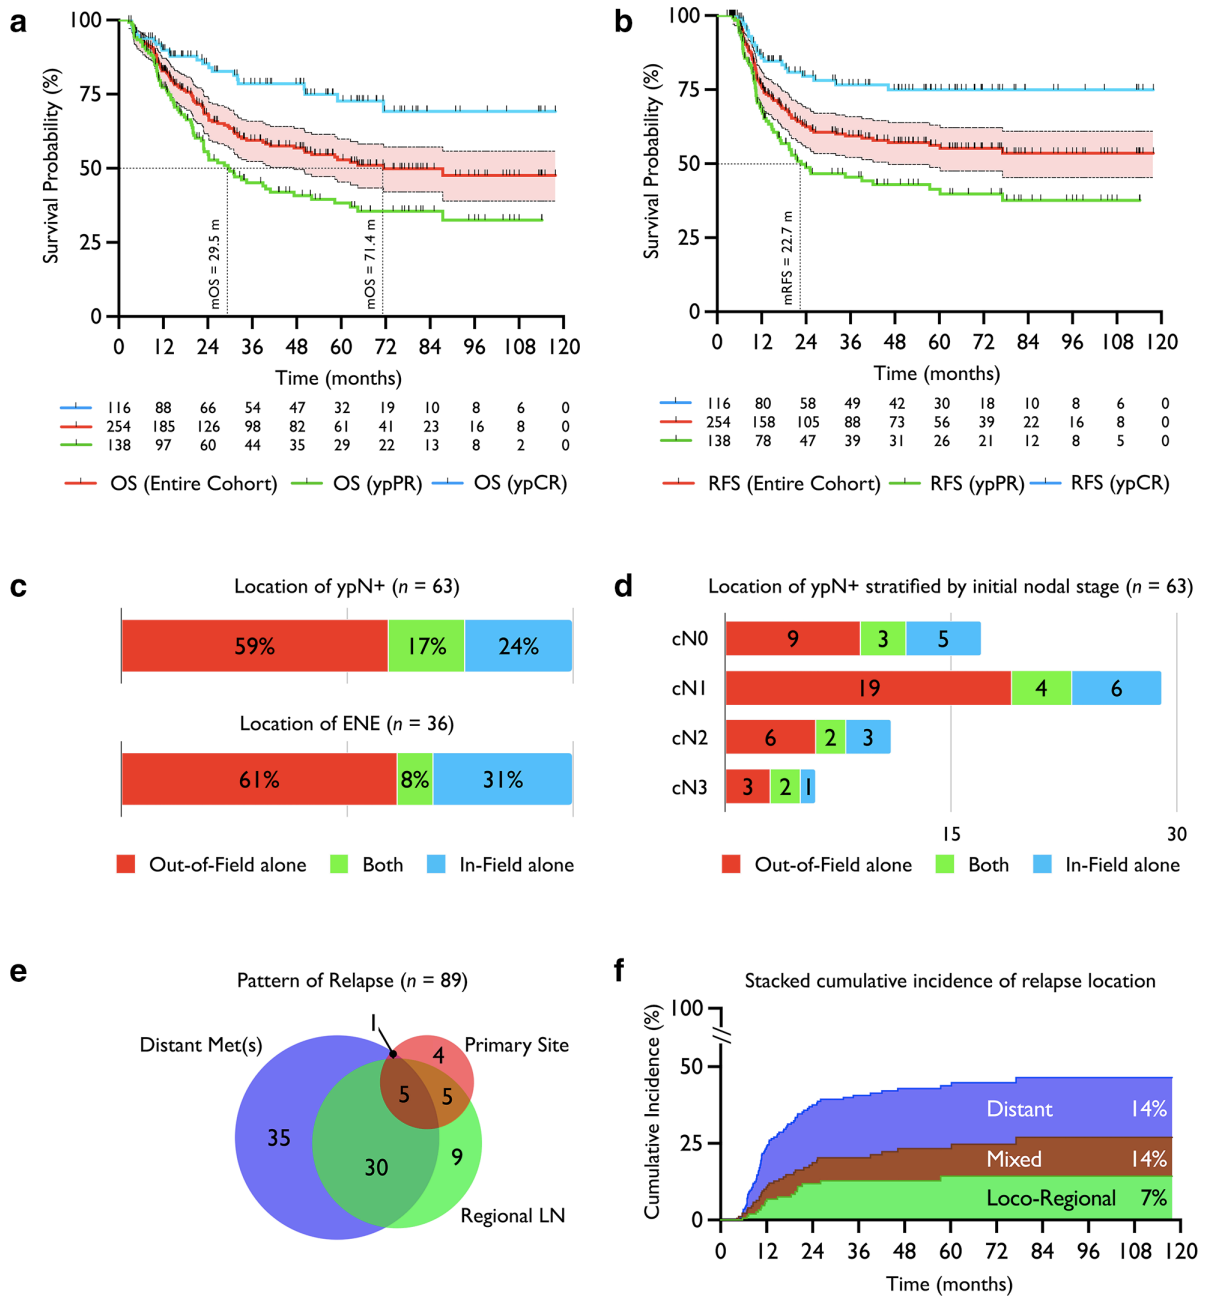 a
Survival Probability (%)
100
75
50
25
0
mOS = 29.5 m
mOS = 71.4 m
0 12 24 36 48 60 72 84 96 108 120
Time (months)
116 88 66 54 47 32 19 10 8 6 0
254 185 126 98 82 61 41 23 16 8 0
138 97 60 44 35 29 22 13 8 2 0
OS (Entire Cohort) OS (ypPR) OS (ypCR)
b
Survival Probability (%)
100
75
50
25
0
mRFS = 22.7 m
0 12 24 36 48 60 72 84 96 108 120
Time (months)
116 80 58 49 42 30 18 10 8 6 0
254 158 105 88 73 56 39 22 16 8 0
138 78 47 39 31 26 21 12 8 5 0
RFS (Entire Cohort) RFS (ypPR) RFS (ypCR)
c
Location of ypN+ (n = 63)
59% 17% 24%
Location of ENE (n = 36)
61% 8% 31%
Out-of-Field alone Both In-Field alone
d
Location of ypN+ stratified by initial nodal stage (n = 63)
cN0 9 3 5
cN1 19 4 6
cN2 6 2 3
cN3 3 2 1
15 30
Out-of-Field alone Both In-Field alone
e
Pattern of Relapse (n = 89)
1
Distant Met(s) 4 Primary Site
5 5
35 30 9
Regional LN
f
Stacked cumulative incidence of relapse location
Cumulative Incidence (%)
100
50
25
0
Distant 14%
Mixed 14%
Loco-Regional 7%
0 12 24 36 48 60 72 84 96 108 120
Time (months)